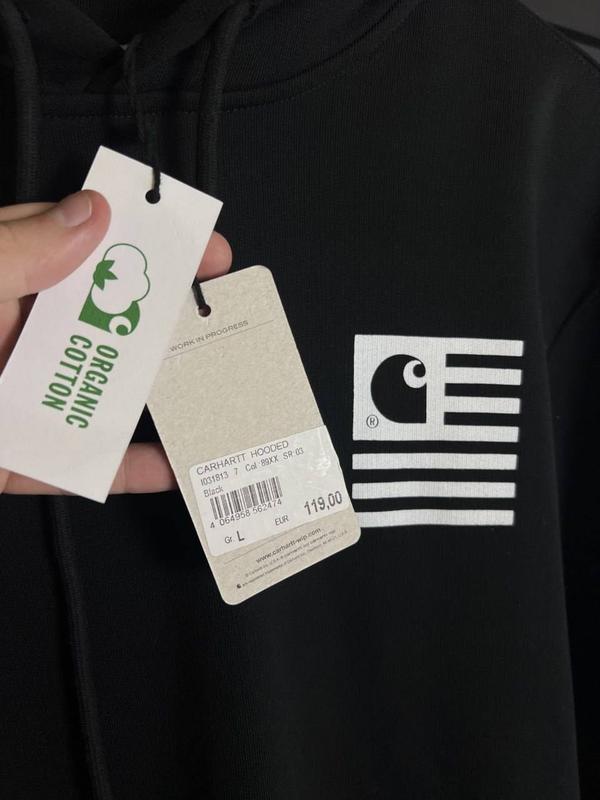 ORGANIC
COTTON
WORK IN PROGRESS
CARHARTT HOODED
I031813 7 Col :89XX SR 03
Black
4 064958 562474
EUR 119,00
Gr. L
www.carhartt-wip.com
®